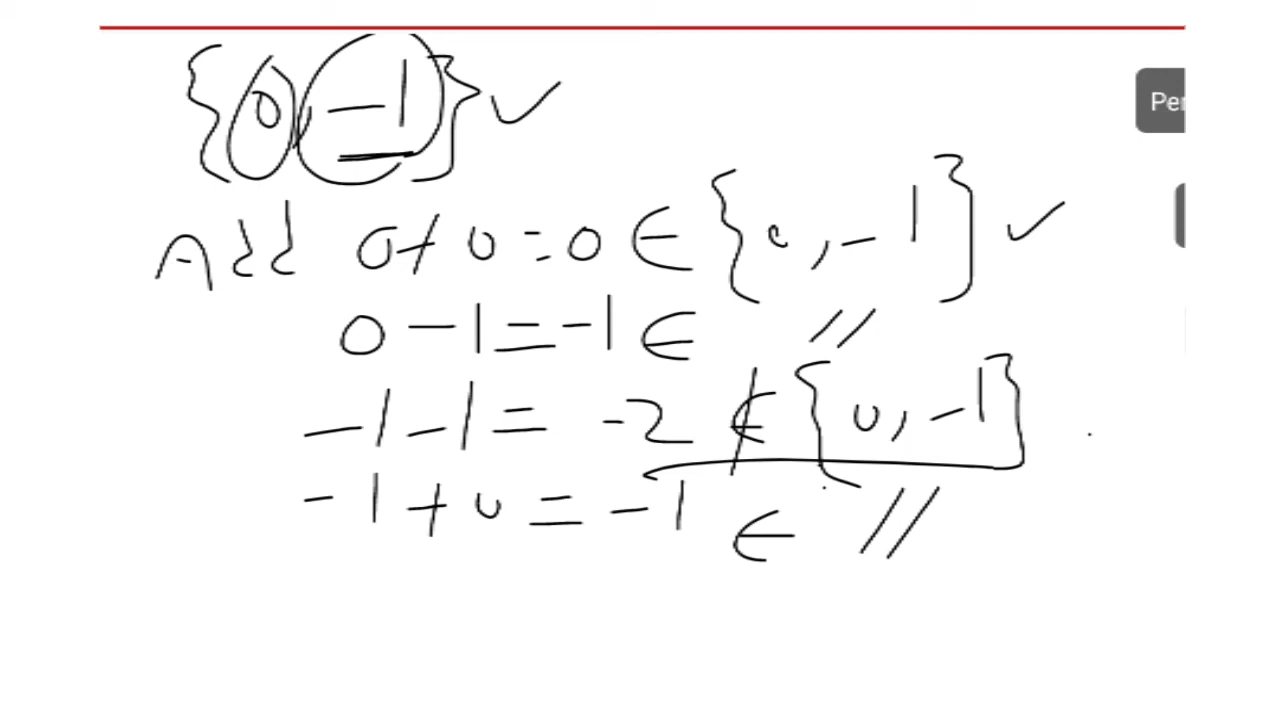 {0, -1} ✓
Add 0+0=0 ∈ {0, -1} ✓
0-1=-1 ∈ //
-1-1= -2 ∉ {0, -1}
-1+0=-1 ∈ //
Per